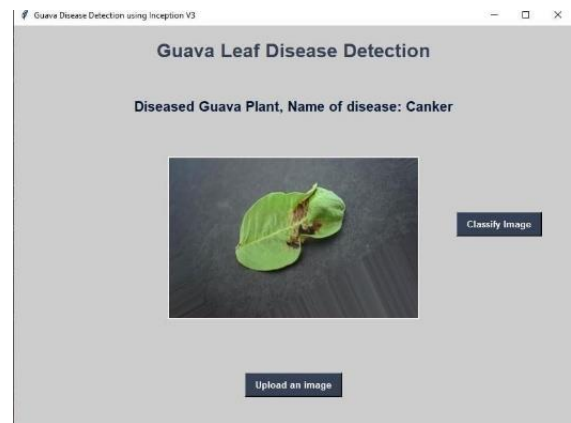 Guava Disease Detection using Inception V3
Guava Leaf Disease Detection
Diseased Guava Plant, Name of disease: Canker
Classify Image
Upload an image